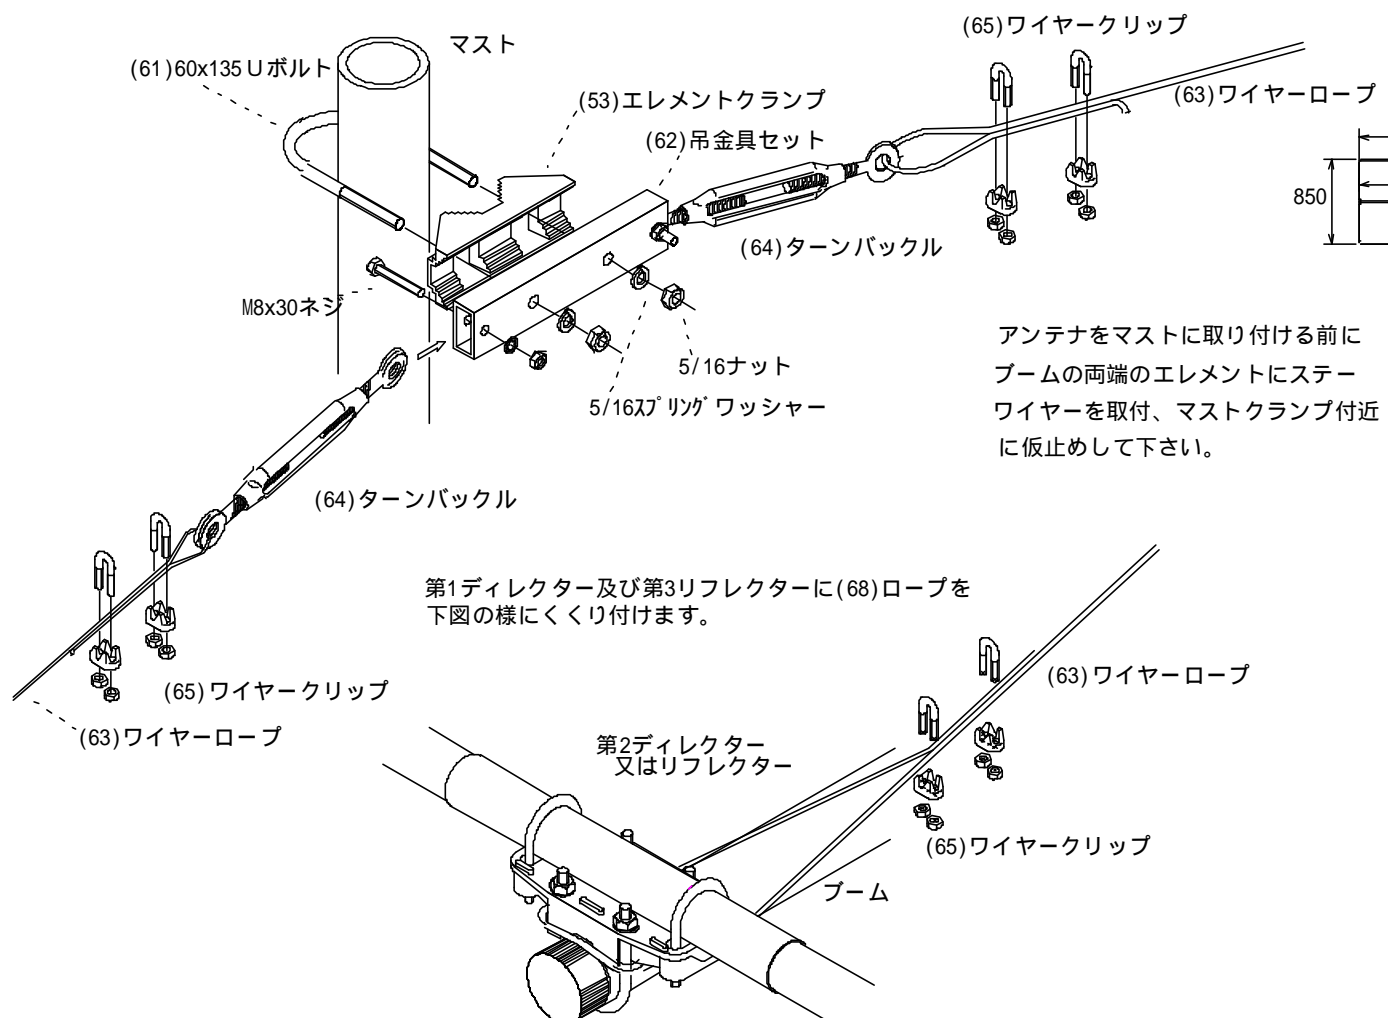 マスト
(65)ワイヤークリップ
(61)60x135Uボルト
(53)エレメントクランプ
(63)ワイヤーロープ
(62)吊金具セット
850
(64)ターンバックル
M8x30ネジ
5/16ナット
5/16スプリングワッシャー
アンテナをマストに取り付ける前に
ブームの両端のエレメントにステー
ワイヤーを取付、マストクランプ付近
に仮止めして下さい。
(64)ターンバックル
第1ディレクター及び第3リフレクターに(68)ロープを
下図の様にくくり付けます。
(65)ワイヤークリップ
(63)ワイヤーロープ
(63)ワイヤーロープ
第2ディレクター
又はリフレクター
(65)ワイヤークリップ
ブーム